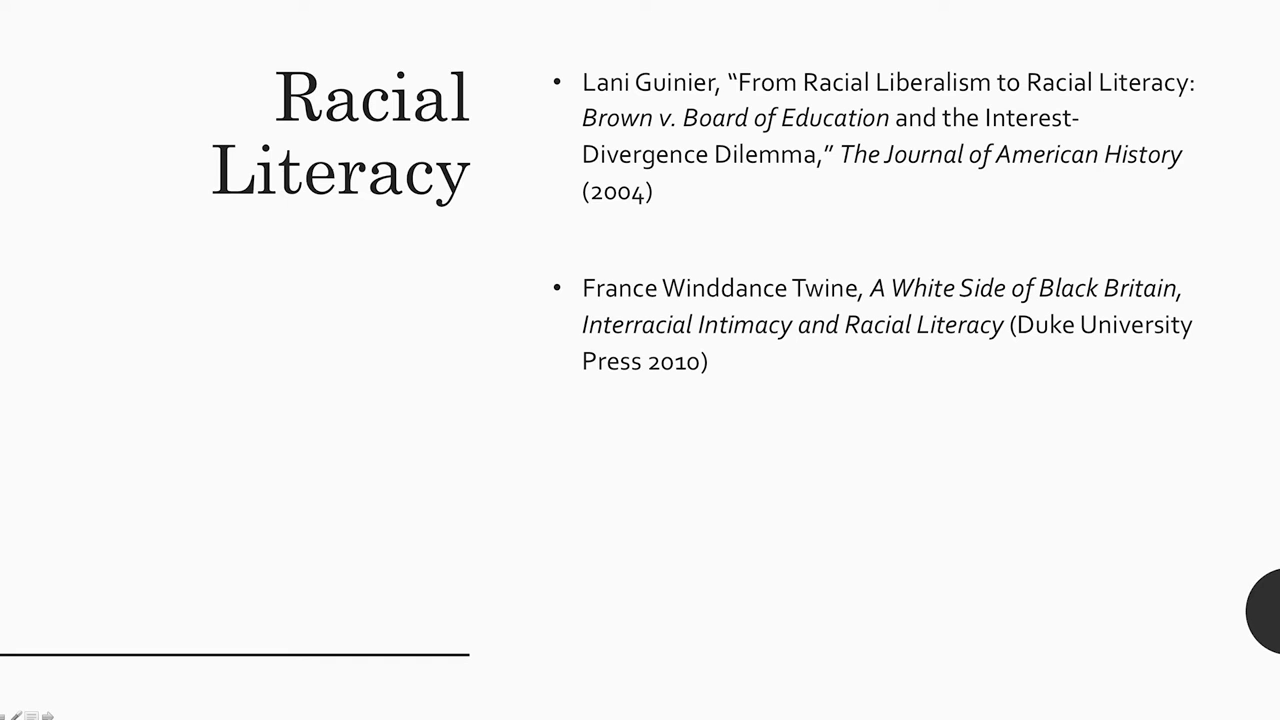 Racial
Literacy
• Lani Guinier, “From Racial Liberalism to Racial Literacy:
Brown v. Board of Education and the Interest-
Divergence Dilemma,” The Journal of American History
(2004)
• France Winddance Twine, A White Side of Black Britain,
Interracial Intimacy and Racial Literacy (Duke University
Press 2010)